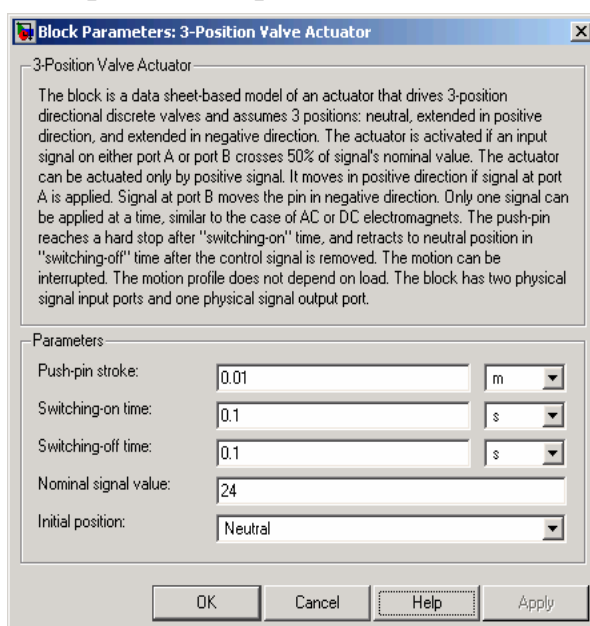 Block Parameters: 3-Position Valve Actuator
3-Position Valve Actuator
The block is a data sheet-based model of an actuator that drives 3-position
directional discrete valves and assumes 3 positions: neutral, extended in positive
direction, and extended in negative direction. The actuator is activated if an input
signal on either port A or port B crosses 50% of signal's nominal value. The actuator
can be actuated only by positive signal. It moves in positive direction if signal at port
A is applied. Signal at port B moves the pin in negative direction. Only one signal can
be applied at a time, similar to the case of AC or DC electromagnets. The push-pin
reaches a hard stop after "switching-on" time, and retracts to neutral position in
"switching-off" time after the control signal is removed. The motion can be
interrupted. The motion profile does not depend on load. The block has two physical
signal input ports and one physical signal output port.
Parameters
Push-pin stroke: 0.01 m
Switching-on time: 0.1 s
Switching-off time: 0.1 s
Nominal signal value: 24
Initial position: Neutral
OK Cancel Help Apply